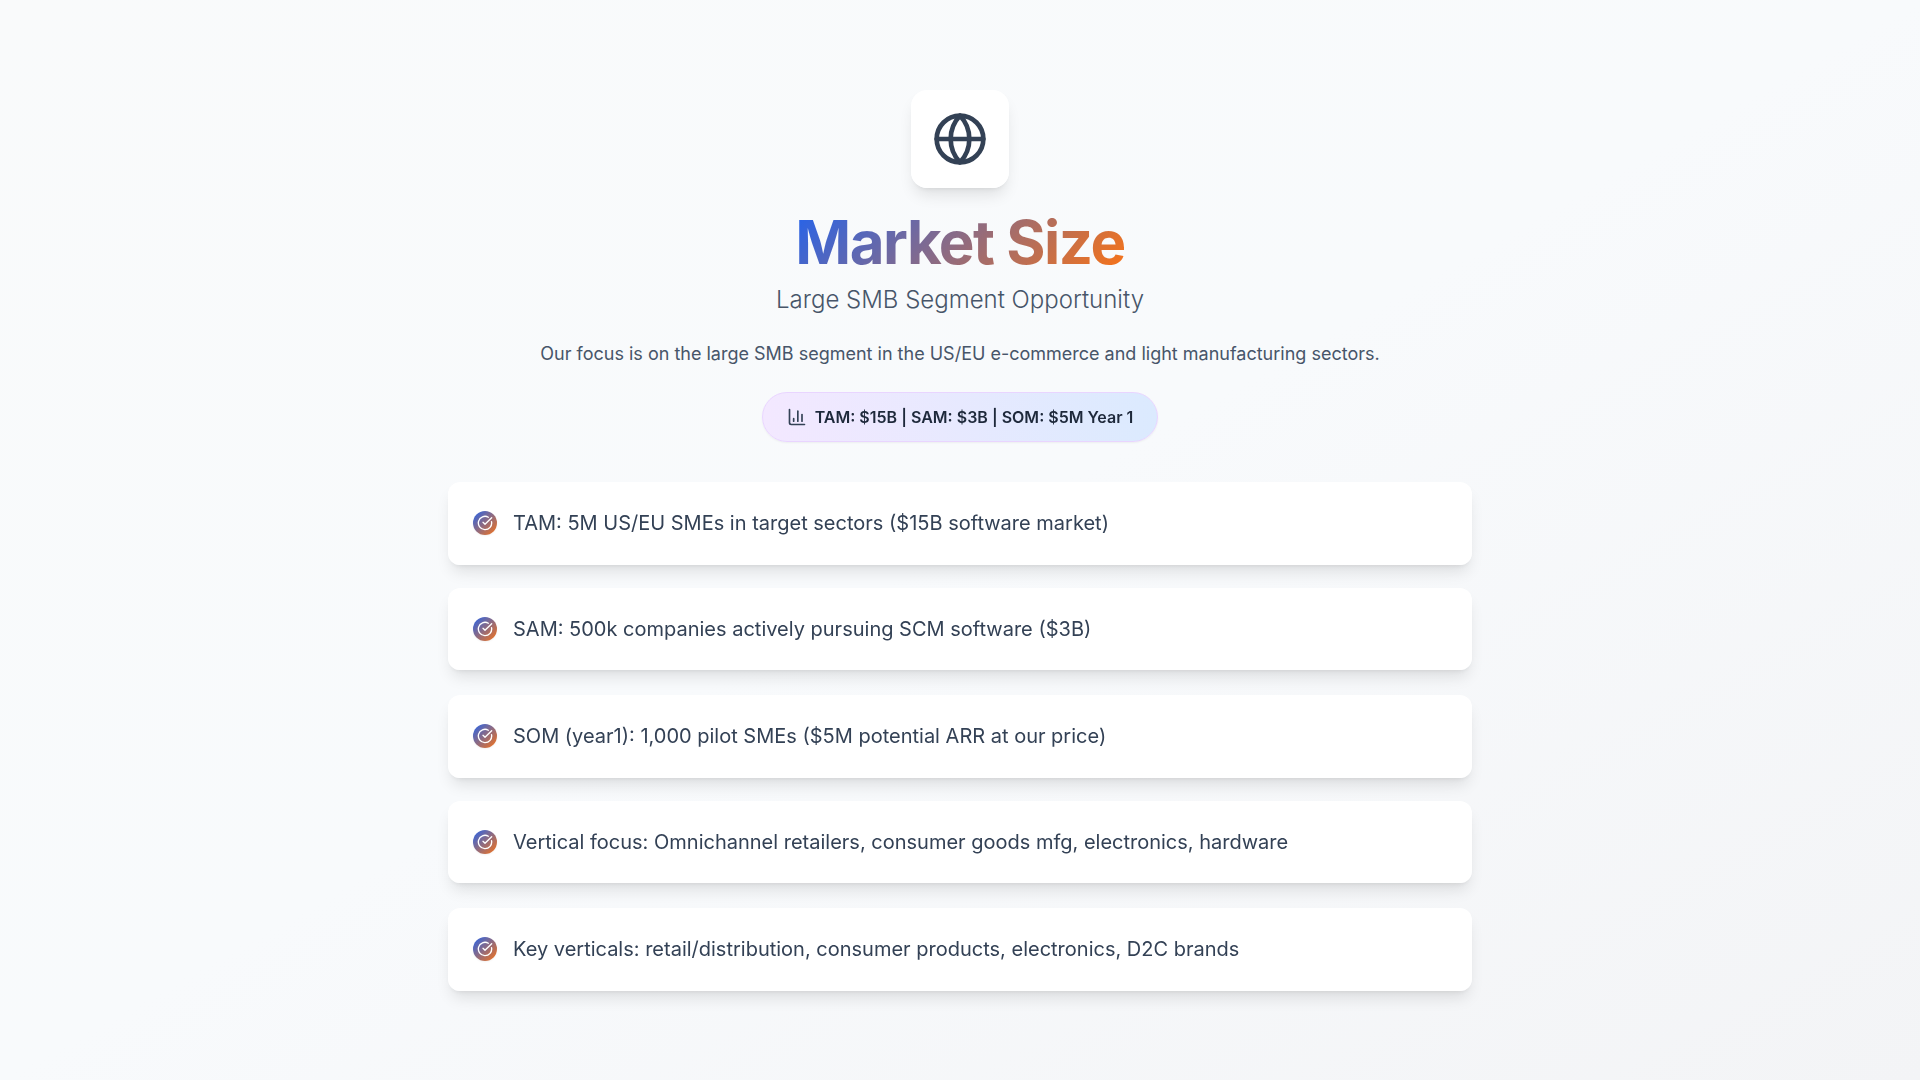 Market Size
Large SMB Segment Opportunity
Our focus is on the large SMB segment in the US/EU e-commerce and light manufacturing sectors.
TAM: $15B | SAM: $3B | SOM: $5M Year 1
TAM: 5M US/EU SMEs in target sectors ($15B software market)
SAM: 500k companies actively pursuing SCM software ($3B)
SOM (year1): 1,000 pilot SMEs ($5M potential ARR at our price)
Vertical focus: Omnichannel retailers, consumer goods mfg, electronics, hardware
Key verticals: retail/distribution, consumer products, electronics, D2C brands